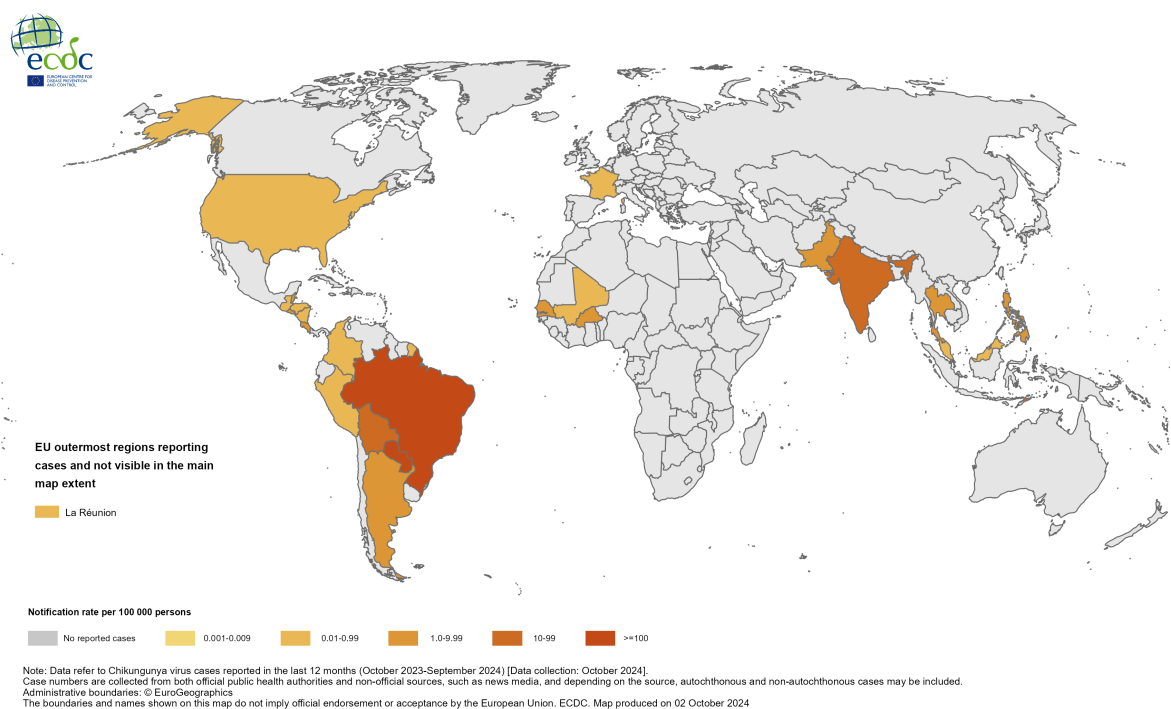 ecdc
EUROPEAN CENTRE FOR
DISEASE PREVENTION
AND CONTROL
EU outermost regions reporting
cases and not visible in the main
map extent
La Réunion
Notification rate per 100 000 persons
No reported cases
0.001-0.009
0.01-0.99
1.0-9.99
10-99
>=100
Note: Data refer to Chikungunya virus cases reported in the last 12 months (October 2023-September 2024) [Data collection: October 2024].
Case numbers are collected from both official public health authorities and non-official sources, such as news media, and depending on the source, autochthonous and non-autochthonous cases may be included.
Administrative boundaries: © EuroGeographics
The boundaries and names shown on this map do not imply official endorsement or acceptance by the European Union. ECDC. Map produced on 02 October 2024